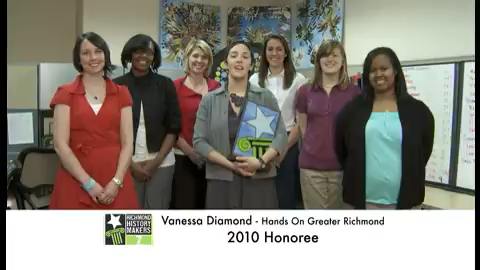 RICHMOND
HISTORY
MAKERS
Vanessa Diamond - Hands On Greater Richmond
2010 Honoree